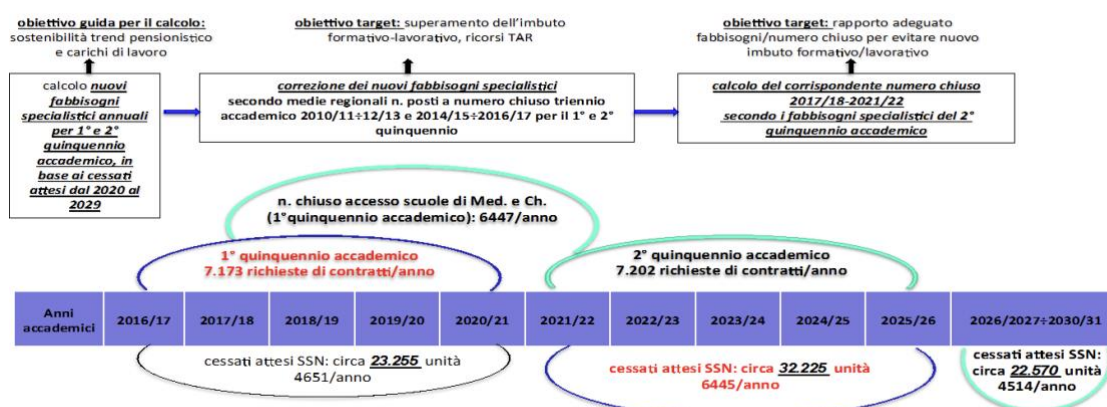 obiettivo guida per il calcolo:
sostenibilità trend pensionistico
e carichi di lavoro
obiettivo target: superamento dell'imbuto
formativo-lavorativo, ricorsi TAR
obiettivo target: rapporto adeguato
fabbisogni/numero chiuso per evitare nuovo
imbuto formativo/lavorativo
calcolo nuovi
fabbisogni
specialistici annuali
per 1° e 2°
quinquennio
accademico, in
base ai cessati
attesi dal 2020 al
2029
correzione dei nuovi fabbisogni specialistici
secondo medie regionali n. posti a numero chiuso triennio
accademico 2010/11÷12/13 e 2014/15÷2016/17 per il 1° e 2°
quinquennio
calcolo del corrispondente numero chiuso
2017/18-2021/22
secondo i fabbisogni specialistici del 2°
quinquennio accademico
n. chiuso accesso scuole di Med. e Ch.
(1°quinquennio accademico): 6447/anno
1° quinquennio accademico
7.173 richieste di contratti/anno
2° quinquennio accademico
7.202 richieste di contratti/anno
Anni
accademici
2016/17
2017/18
2018/19
2019/20
2020/21
2021/22
2022/23
2023/24
2024/25
2025/26
2026/2027÷2030/31
cessati attesi SSN: circa 23.255 unità
4651/anno
cessati attesi SSN: circa 32.225 unità
6445/anno
cessati attesi SSN:
circa 22.570 unità
4514/anno